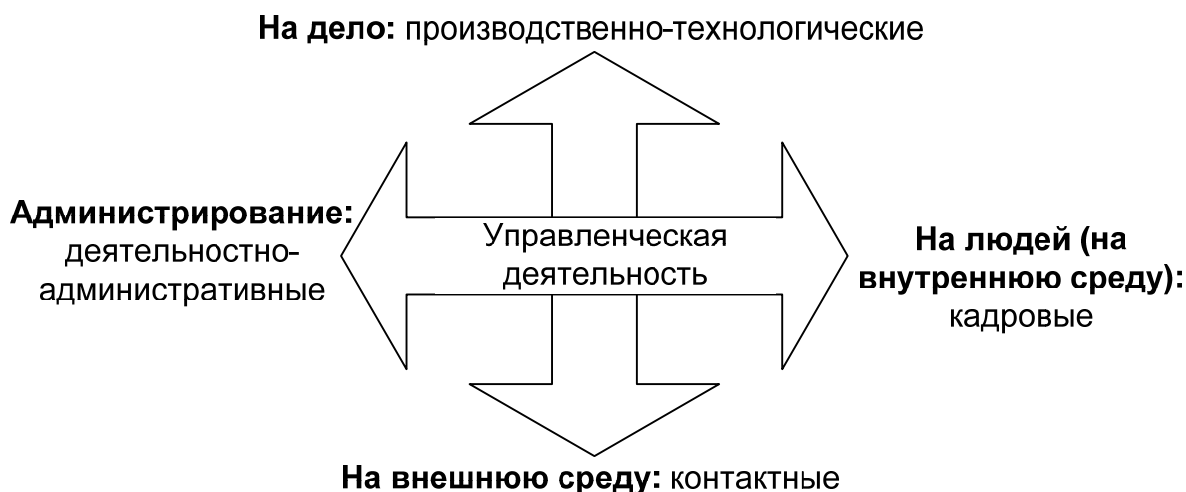 На дело: производственно-технологические
Администрирование:
деятельностно-
административные
Управленческая
деятельность
На людей (на
внутреннюю среду):
кадровые
На внешнюю среду: контактные